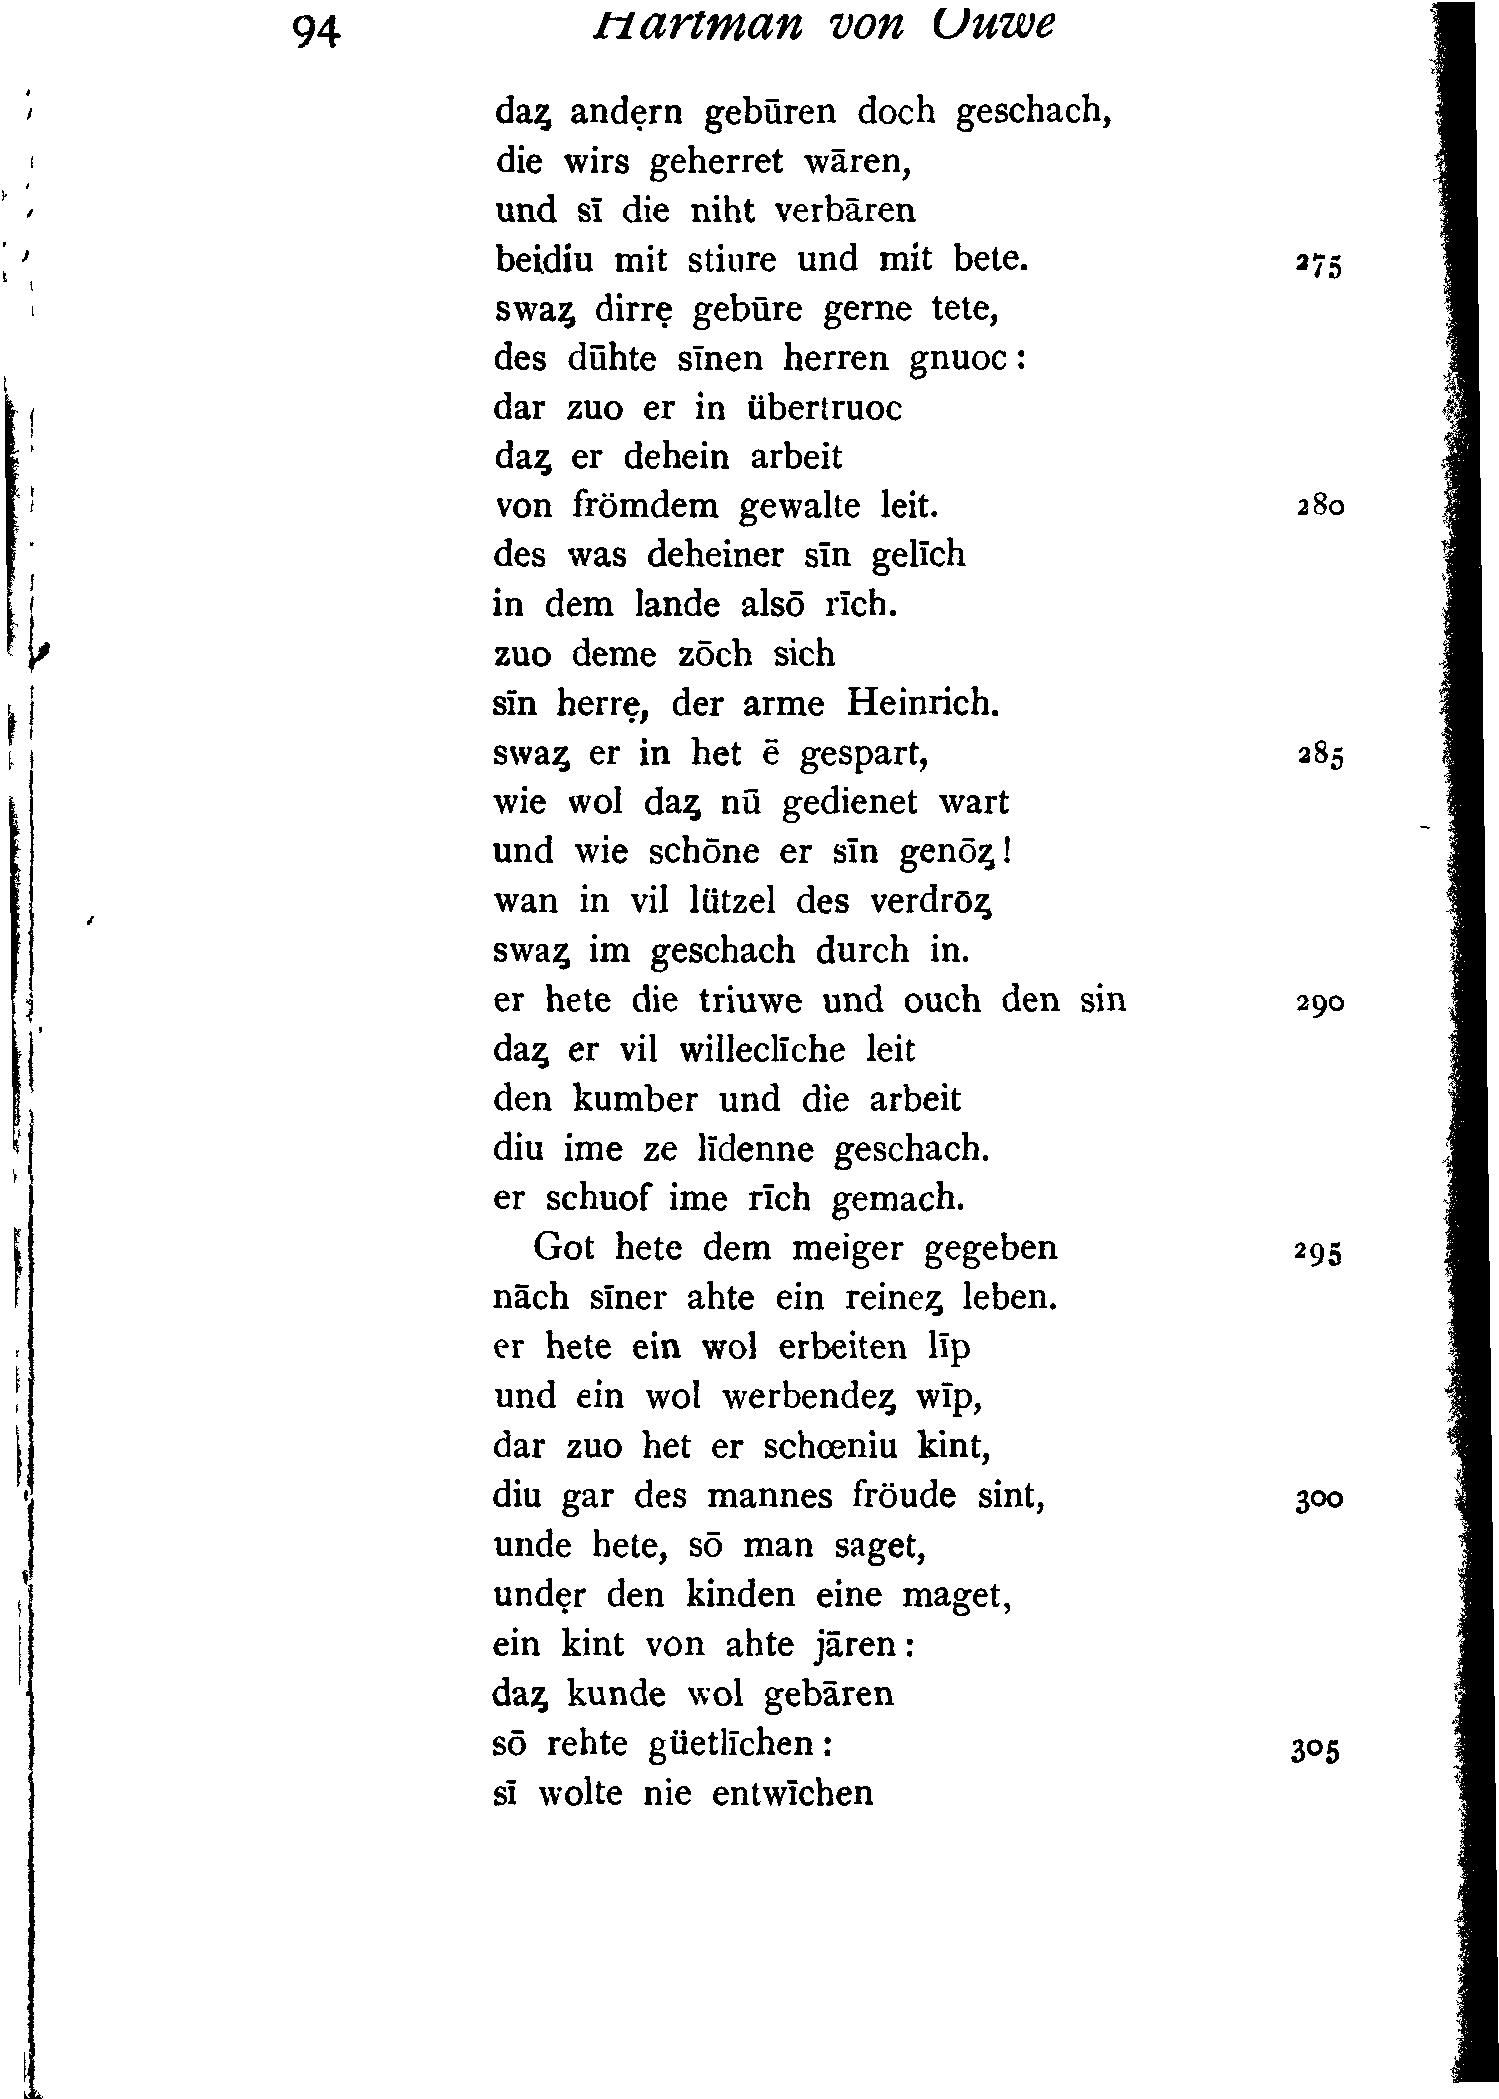 94 Hartman von Ouwe
daȥ andẹrn gebūren doch geschach,
die wirs geherret wāren,
und sī die niht verbāren
beidiu mit stiure und mit bete. 275
swaȥ dirrẹ gebūre gerne tete,
des dūhte sīnen herren gnuoc:
dar zuo er in übertruoc
daȥ er dehein arbeit
von frömdem gewalte leit. 280
des was deheiner sīn gelīch
in dem lande alsō rīch.
zuo deme zōch sich
sīn herrẹ, der arme Heinrich.
swaȥ er in het ē gespart, 285
wie wol daȥ nū gedienet wart
und wie schōne er sīn genōȥ!
wan in vil lützel des verdrōȥ
swaȥ im geschach durch in.
er hete die triuwe und ouch den sin 290
daȥ er vil willeclīche leit
den kumber und die arbeit
diu ime ze līdenne geschach.
er schuof ime rīch gemach.
Got hete dem meiger gegeben 295
nāch sīner ahte ein reineȥ leben.
er hete ein wol erbeiten līp
und ein wol werbendeȥ wīp,
dar zuo het er schœniu kint,
diu gar des mannes fröude sint, 300
unde hete, sō man saget,
undẹr den kinden eine maget,
ein kint von ahte jāren:
daȥ kunde wol gebāren
sō rehte güetlīchen: 305
sī wolte nie entwīchen